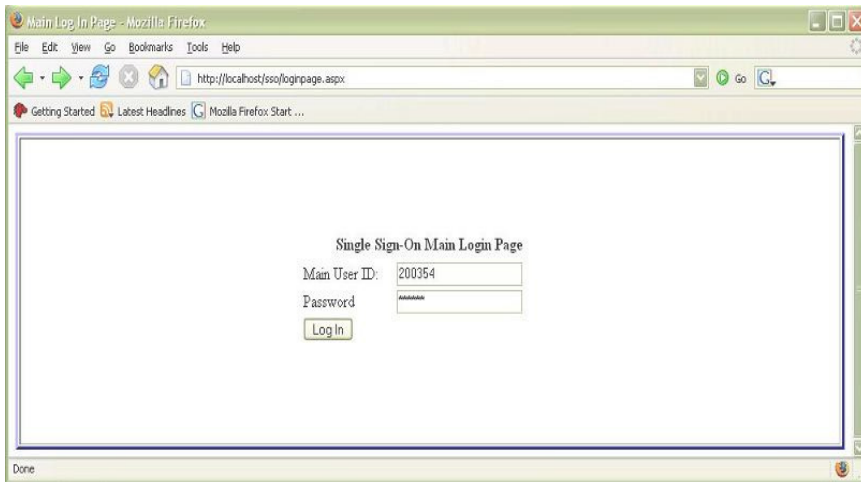 Main Log In Page - Mozilla Firefox
File Edit View Go Bookmarks Tools Help
http://localhost/sso/loginpage.aspx Go G
Getting Started Latest Headlines G Mozilla Firefox Start ...
Single Sign-On Main Login Page
Main User ID: 200354
Password ******
Log In
Done